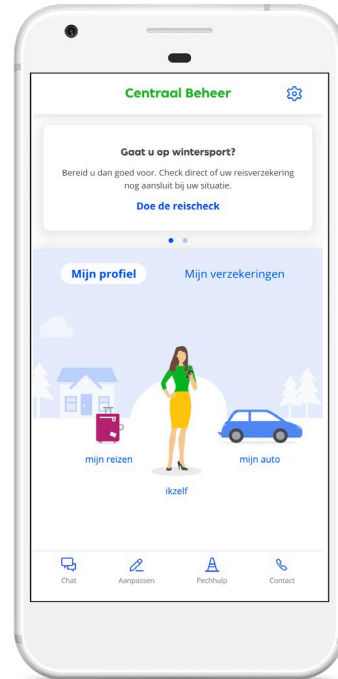 Centraal Beheer
Gaat u op wintersport?
Bereid u dan goed voor. Check direct of uw reisverzekering
nog aansluit bij uw situatie.
Doe de reischeck
Mijn profiel
Mijn verzekeringen
mijn reizen
mijn auto
ikzelf
Chat
Aanpassen
Pechhulp
Contact